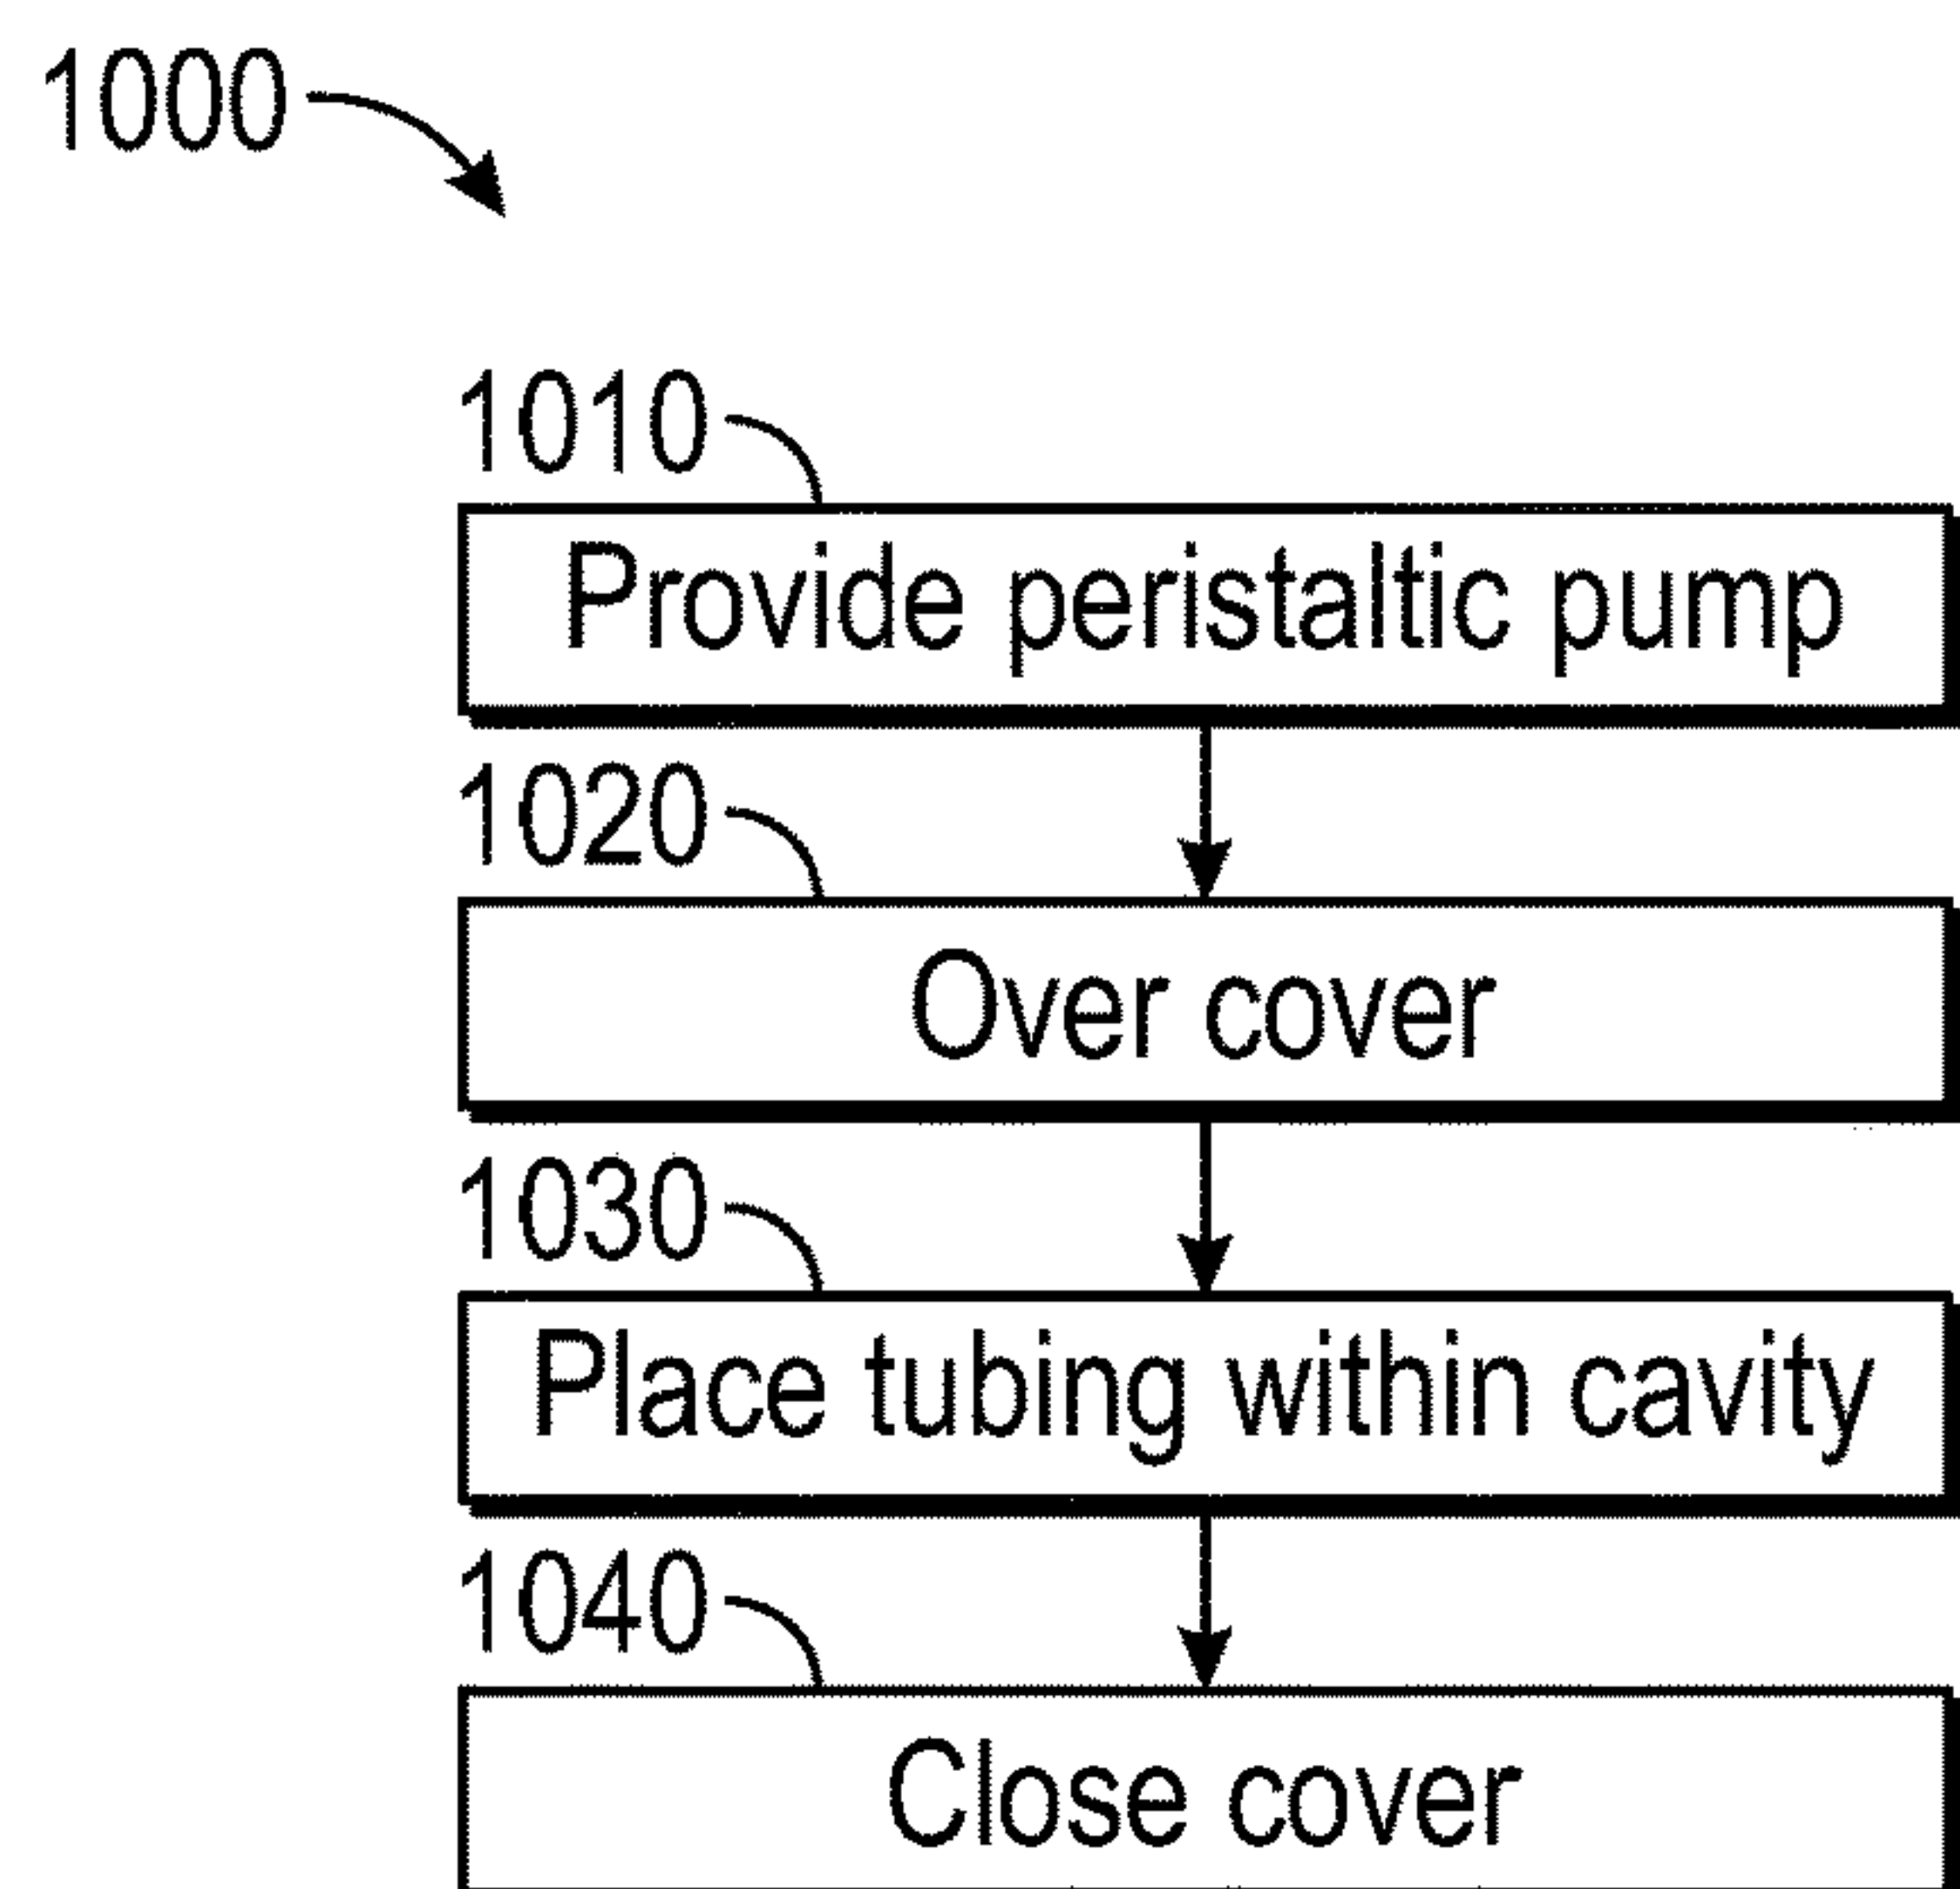 1000
1010
Provide peristaltic pump
1020
Over cover
1030
Place tubing within cavity
1040
Close cover